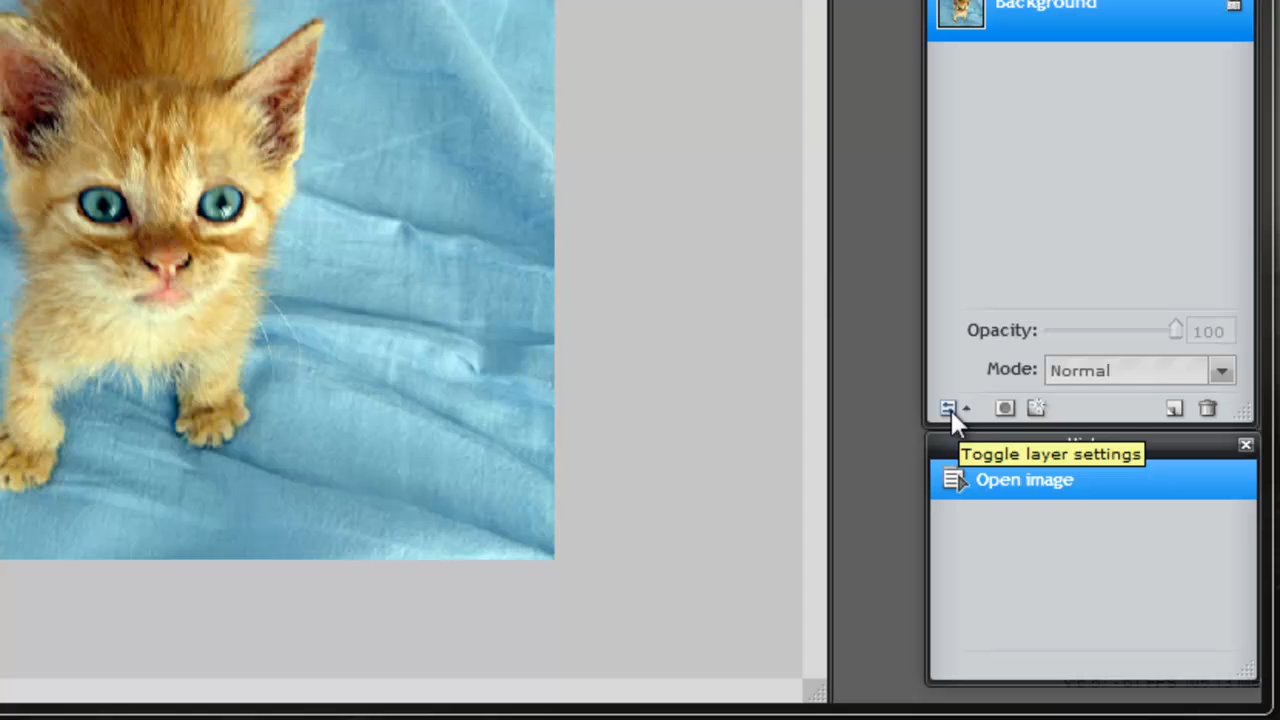 Background
Opacity:
100
Mode:
Normal
Toggle layer settings
Open image